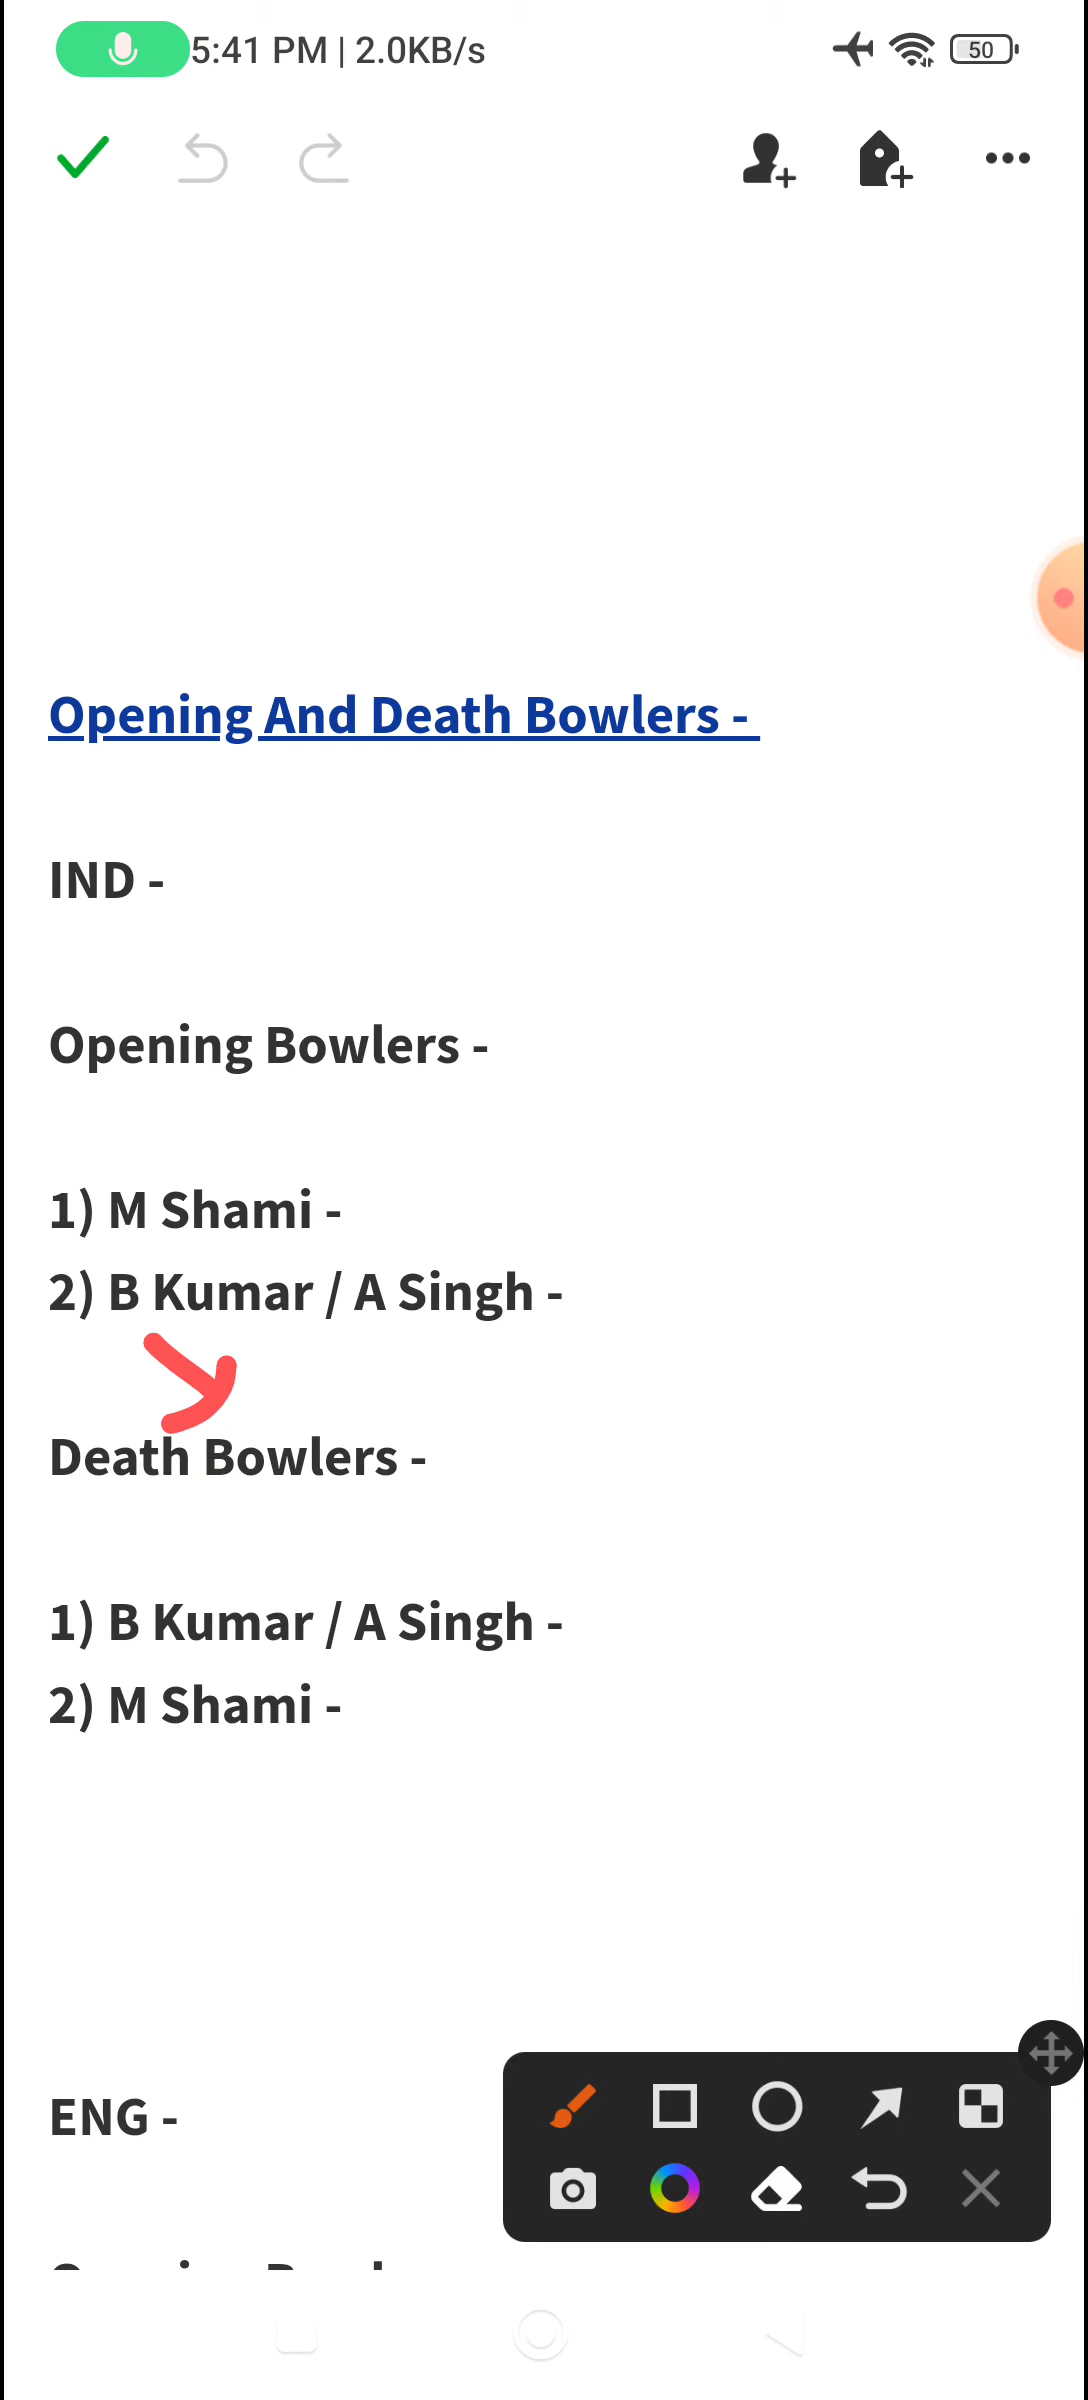 5:41 PM | 2.0KB/s
50
Opening And Death Bowlers -
IND -
Opening Bowlers -
1) M Shami -
2) B Kumar / A Singh -
Death Bowlers -
1) B Kumar / A Singh -
2) M Shami -
ENG -